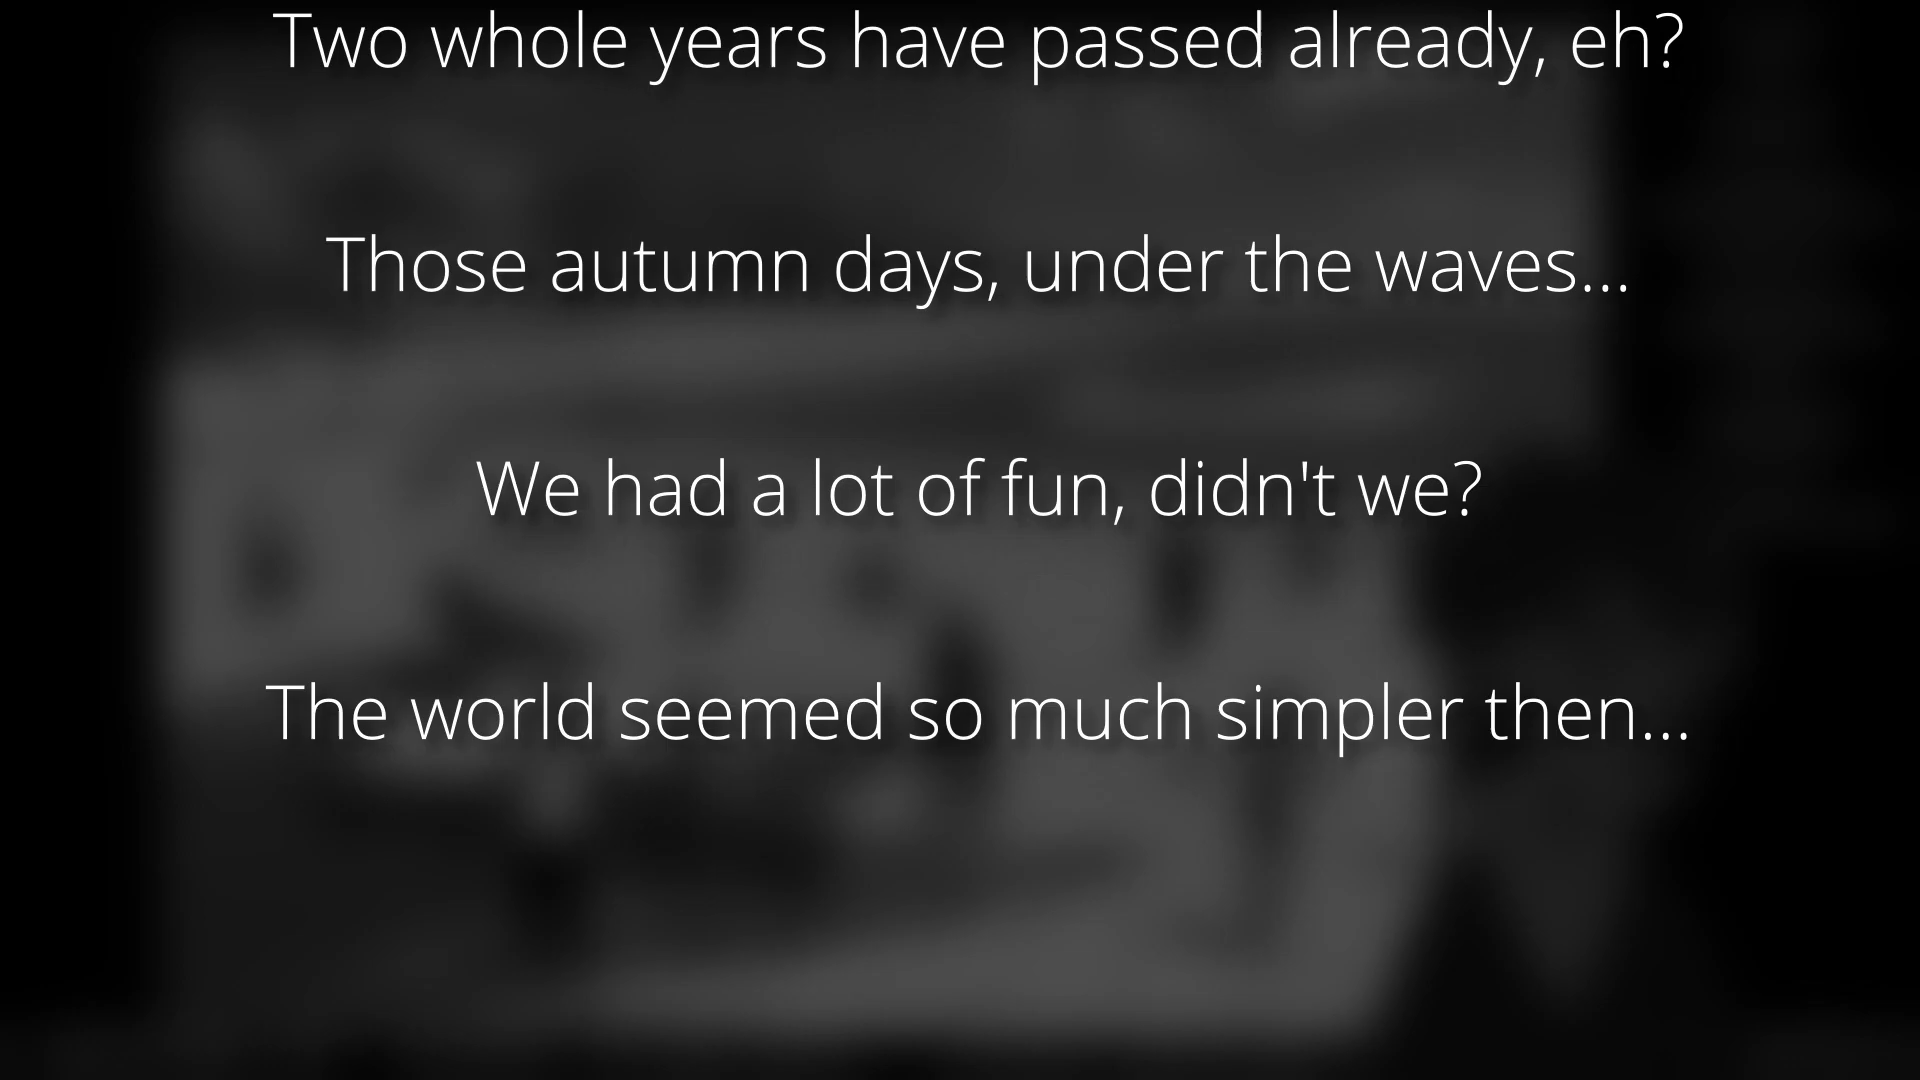 Two whole years have passed already, eh?
Those autumn days, under the waves...
We had a lot of fun, didn't we?
The world seemed so much simpler then...